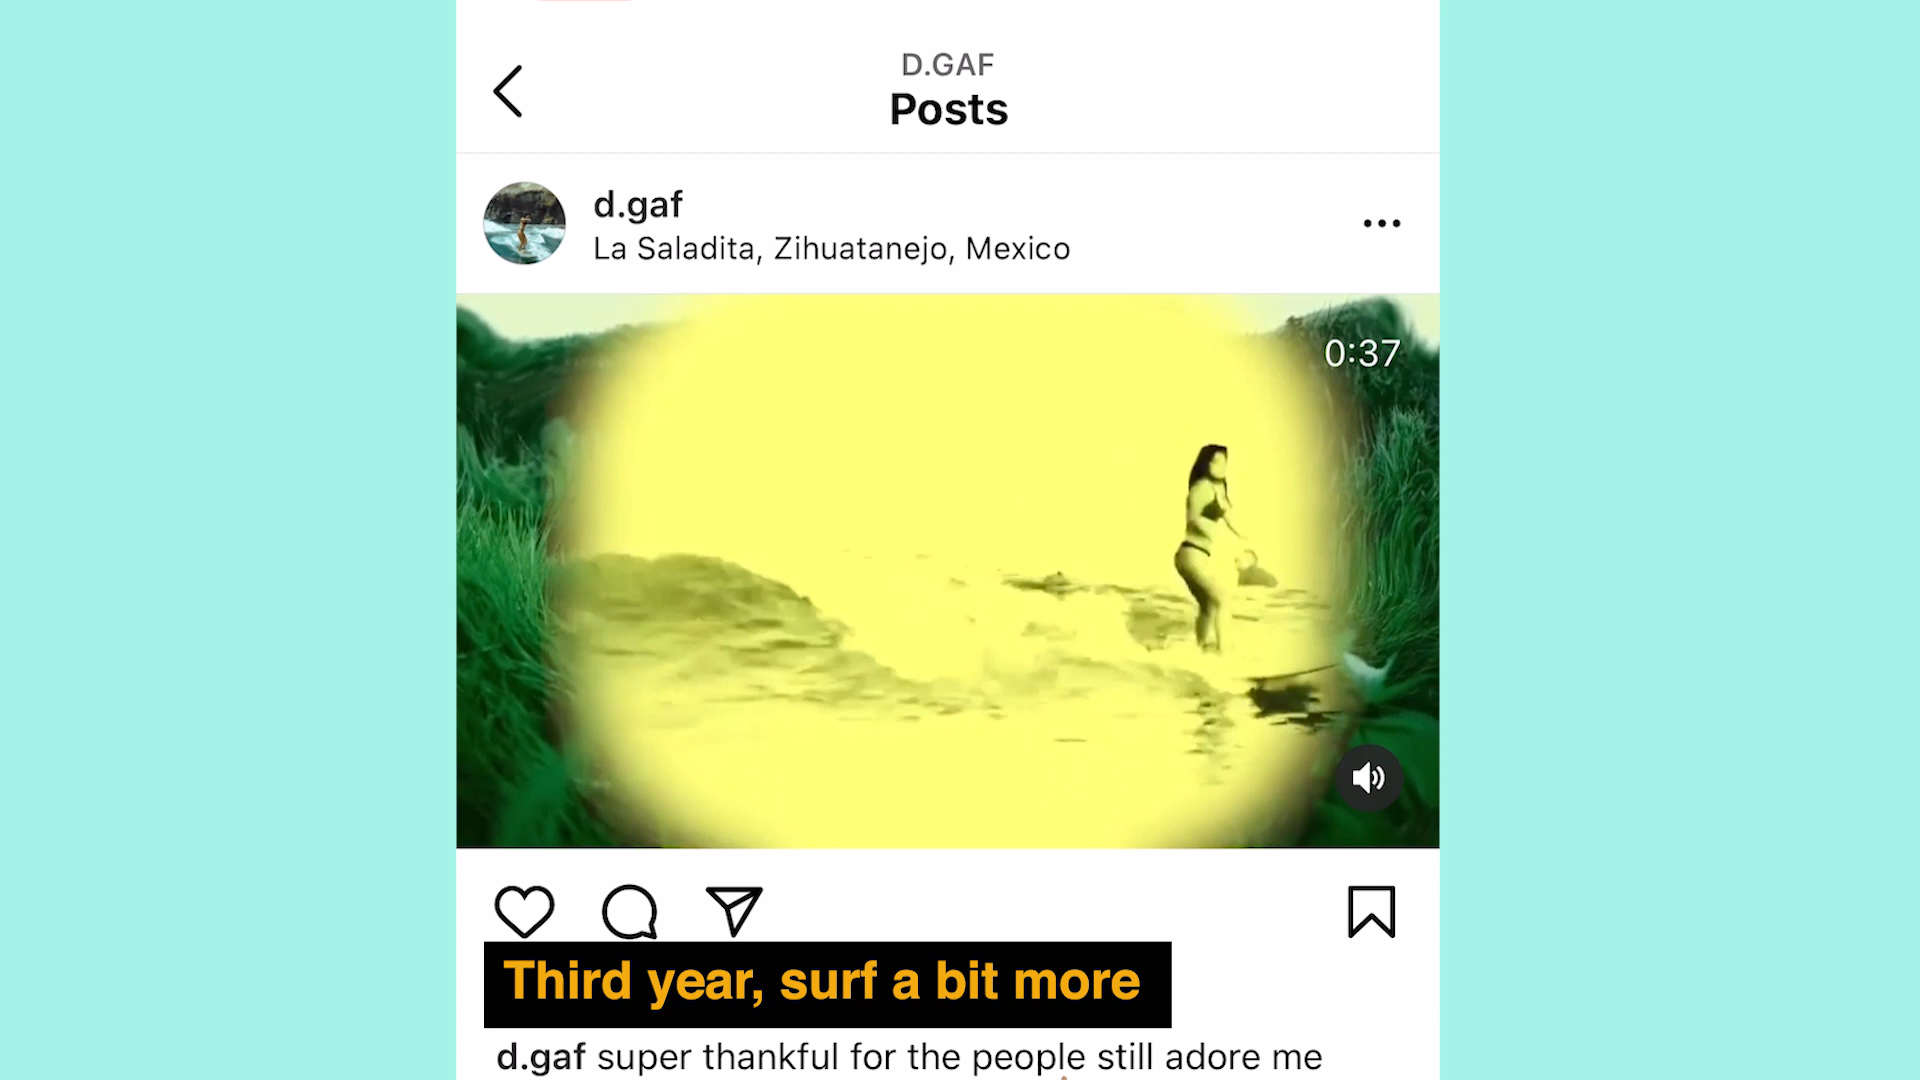 D.GAF
Posts
d.gaf
La Saladita, Zihuatanejo, Mexico
0:37
Third year, surf a bit more
d.gaf super thankful for the people still adore me